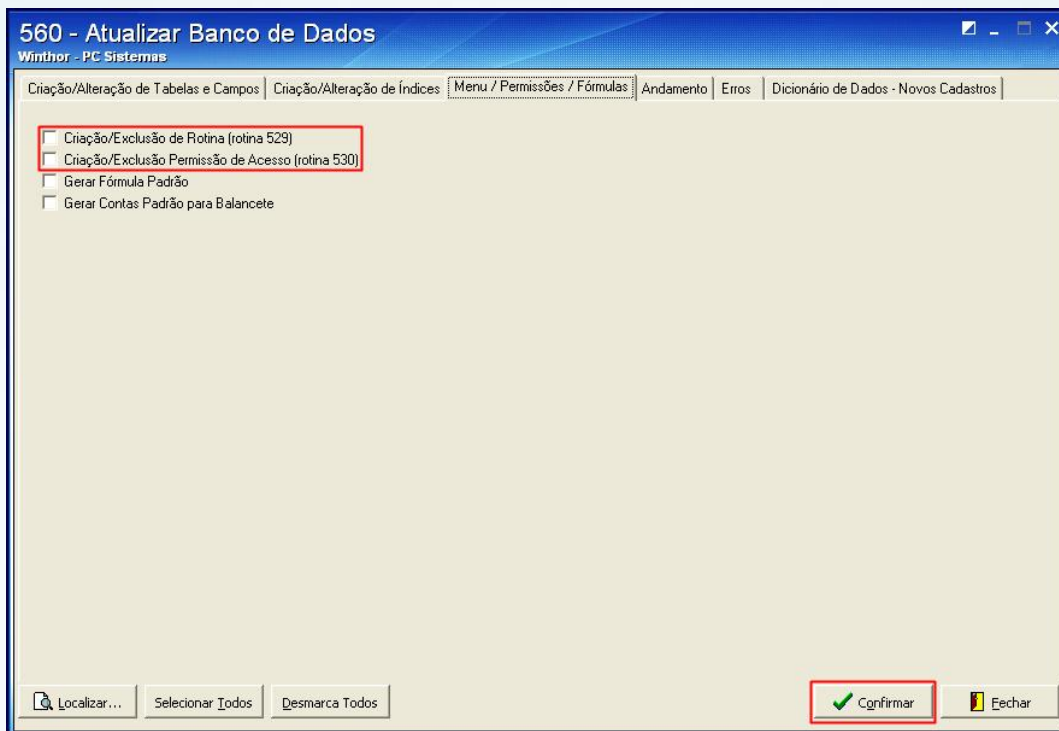 560 - Atualizar Banco de Dados
Winthor - PC Sistemas
Criação/Alteração de Tabelas e Campos Criação/Alteração de Índices Menu / Permissões / Fórmulas Andamento Erros Dicionário de Dados - Novos Cadastros
Criação/Exclusão de Rotina (rotina 529)
Criação/Exclusão Permissão de Acesso (rotina 530)
Gerar Fórmula Padrão
Gerar Contas Padrão para Balancete
Localizar... Selecionar Todos Desmarca Todos Confirmar Fechar